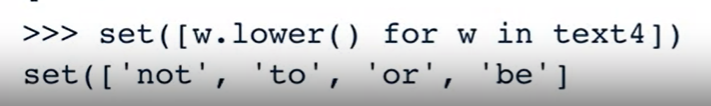 >>> set([w.lower() for w in text4])
set(['not', 'to', 'or', 'be']